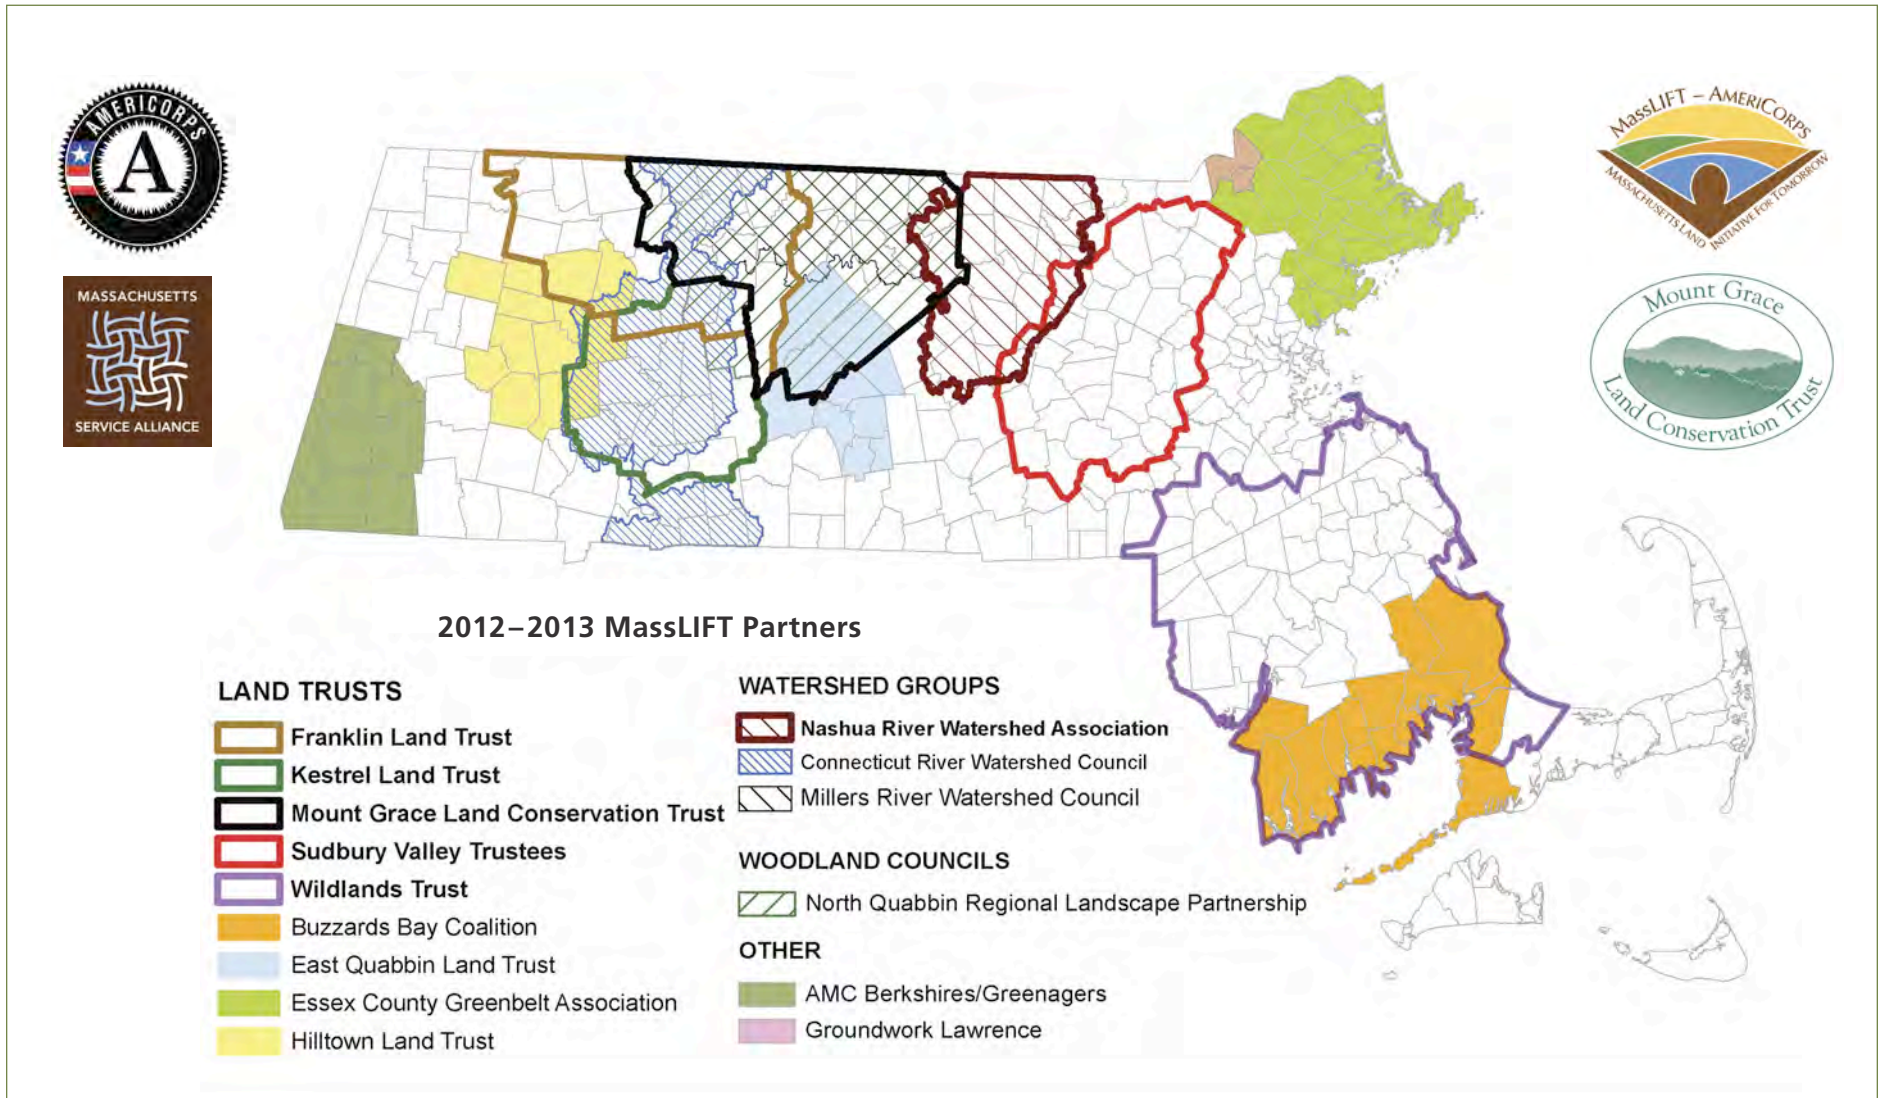 AMERICORPS
A
MASSACHUSETTS
SERVICE ALLIANCE
MassLIFT – AMERICORPS
MASSACHUSETTS LAND INITIATIVE FOR TOMORROW
Mount Grace
Land Conservation Trust
2012–2013 MassLIFT Partners
LAND TRUSTS
Franklin Land Trust
Kestrel Land Trust
Mount Grace Land Conservation Trust
Sudbury Valley Trustees
Wildlands Trust
Buzzards Bay Coalition
East Quabbin Land Trust
Essex County Greenbelt Association
Hilltown Land Trust
WATERSHED GROUPS
Nashua River Watershed Association
Connecticut River Watershed Council
Millers River Watershed Council
WOODLAND COUNCILS
North Quabbin Regional Landscape Partnership
OTHER
AMC Berkshires/Greenagers
Groundwork Lawrence